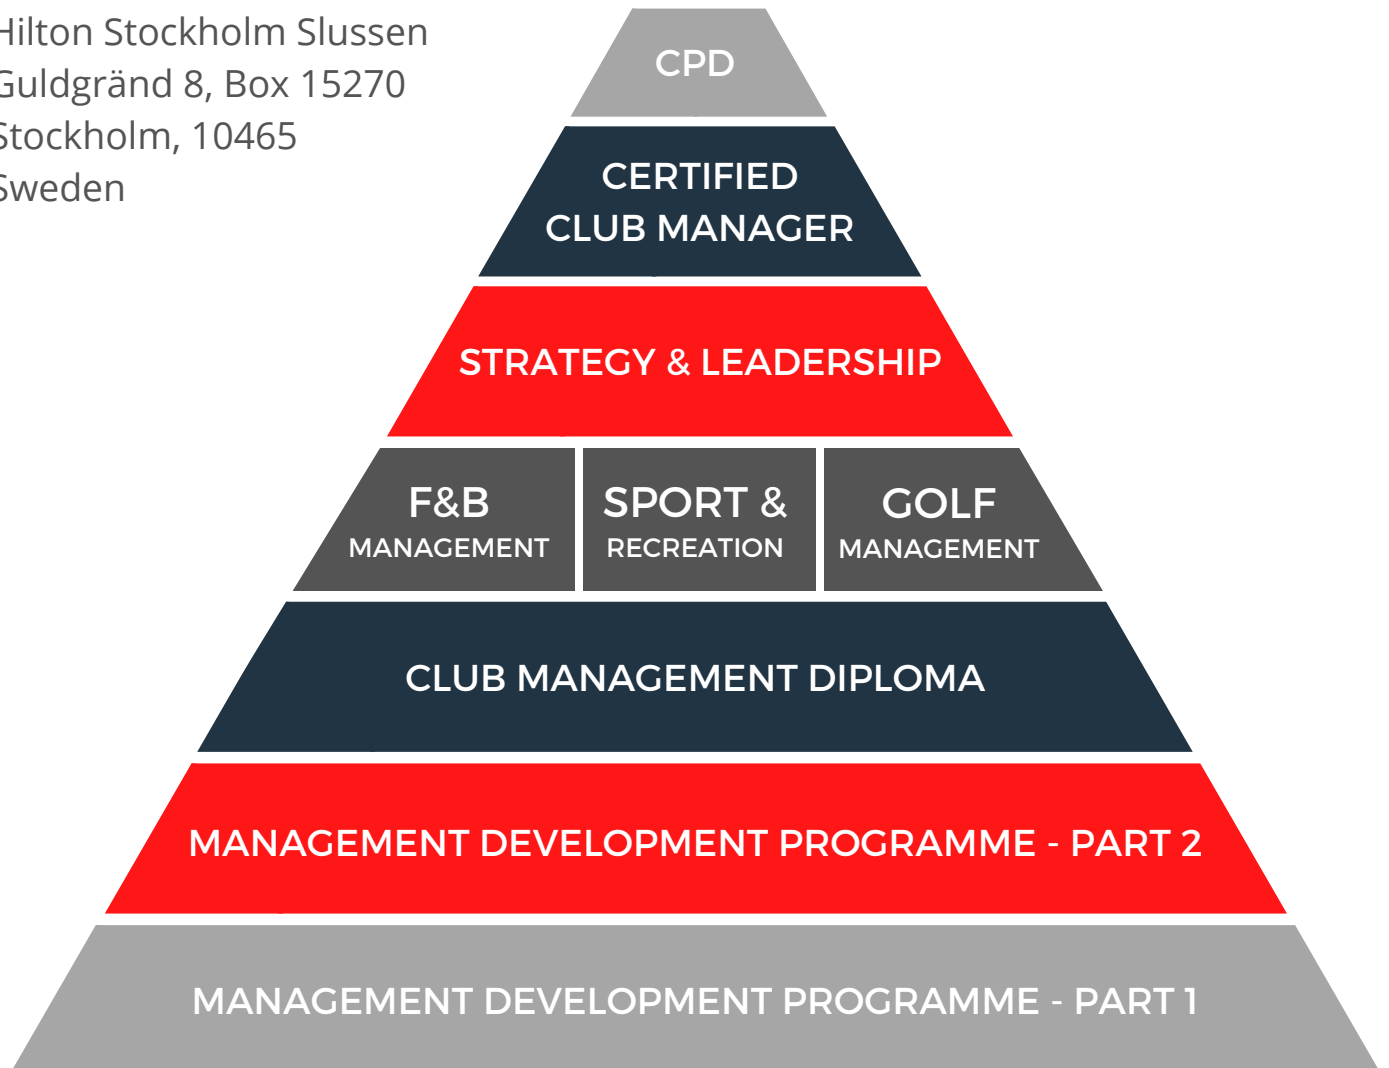 Hilton Stockholm Slussen
Guldgränd 8, Box 15270
Stockholm, 10465
Sweden
CPD
CERTIFIED
CLUB MANAGER
STRATEGY & LEADERSHIP
F&B
MANAGEMENT
SPORT &
RECREATION
GOLF
MANAGEMENT
CLUB MANAGEMENT DIPLOMA
MANAGEMENT DEVELOPMENT PROGRAMME - PART 2
MANAGEMENT DEVELOPMENT PROGRAMME - PART 1